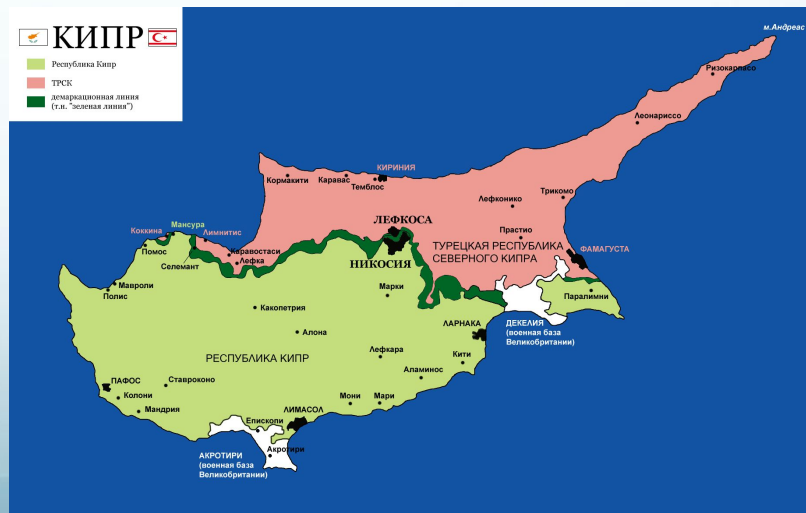 КИПР
Республика Кипр
ТРСК
демаркационная линия
(т.н. "зеленая линия")
м.Андреас
Ризокарпасо
Леонариссо
КИРИНИЯ
Кормакити
Каравас
Темблос
Трикомо
Лефконико
ЛЕФКОСА
Прастио
Мансура
Коккина
Лимнитис
ТУРЕЦКАЯ РЕСПУБЛИКА
СЕВЕРНОГО КИПРА
ФАМАГУСТА
Помос
Каравостаси
Лефка
Селемант
НИКОСИЯ
Мавроли
Полис
Марки
Паралимни
Какопетрия
ЛАРНАКА
ДЕКЕЛИЯ
(военная база
Великобритании)
Алона
РЕСПУБЛИКА КИПР
Лефкара
Кити
Аламинос
ПАФОС
Ставроконо
Колони
Мандрия
Мони
Мари
ЛИМАСОЛ
Епископи
Акротири
АКРОТИРИ
(военная база
Великобритании)